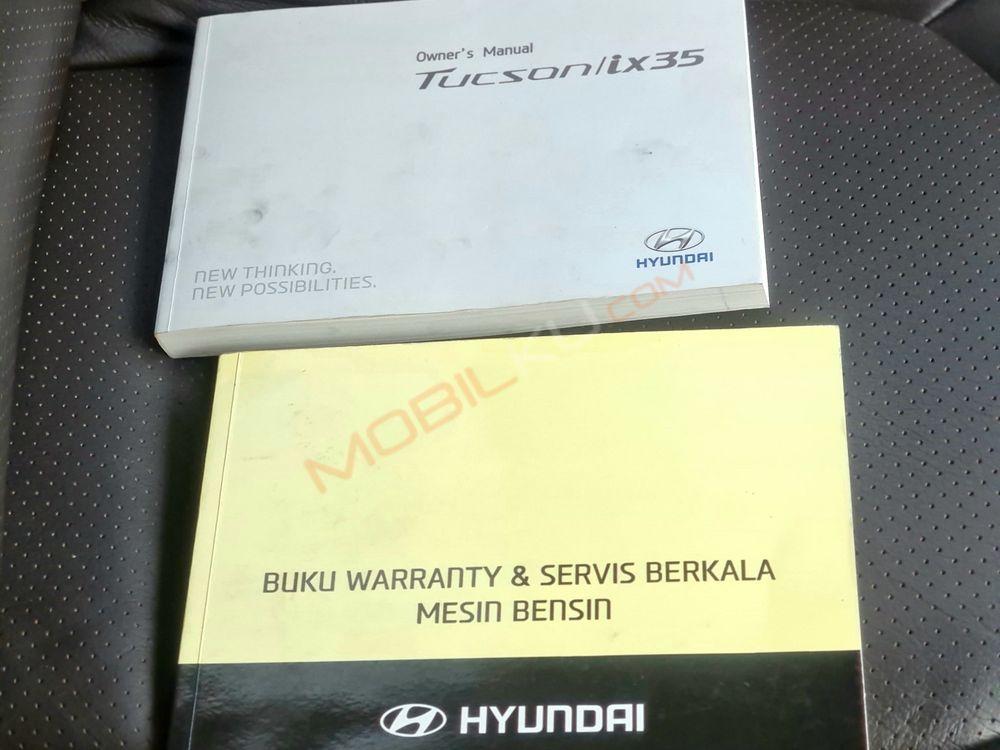 Owner's Manual
Tucson/ix35
HYUNDAI
NEW THINKING.
NEW POSSIBILITIES.
MOBILKU.COM
BUKU WARRANTY & SERVIS BERKALA
MESIN BENSIN
HYUNDAI